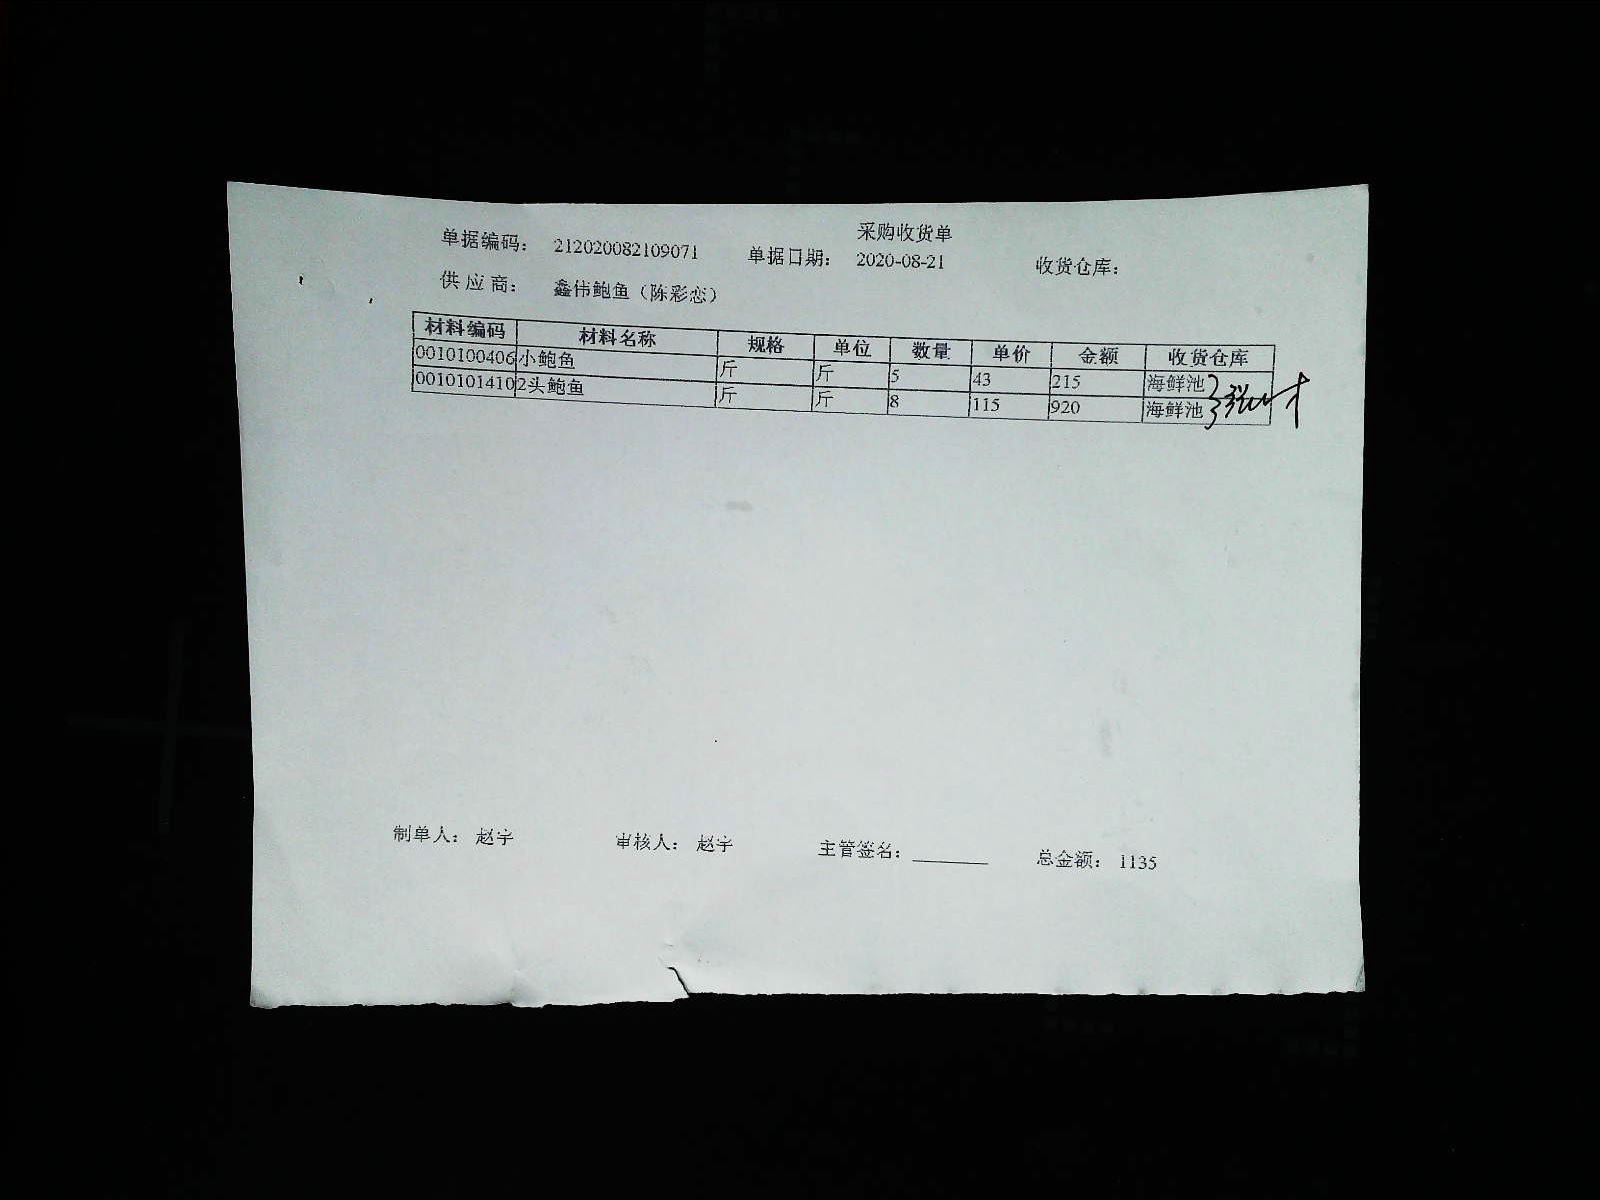 采购收货单
单据编码： 212020082109071 单据日期： 2020-08-21 收货仓库：
供 应 商： 鑫伟鲍鱼（陈彩恋）
材料编码 材料名称 规格 单位 数量 单价 金额 收货仓库
0010100406 小鲍鱼 斤 斤 5 43 215 海鲜池
0010101410 2头鲍鱼 斤 斤 8 115 920 海鲜池
制单人： 赵宇 审核人： 赵宇 主管签名： 总金额： 1135